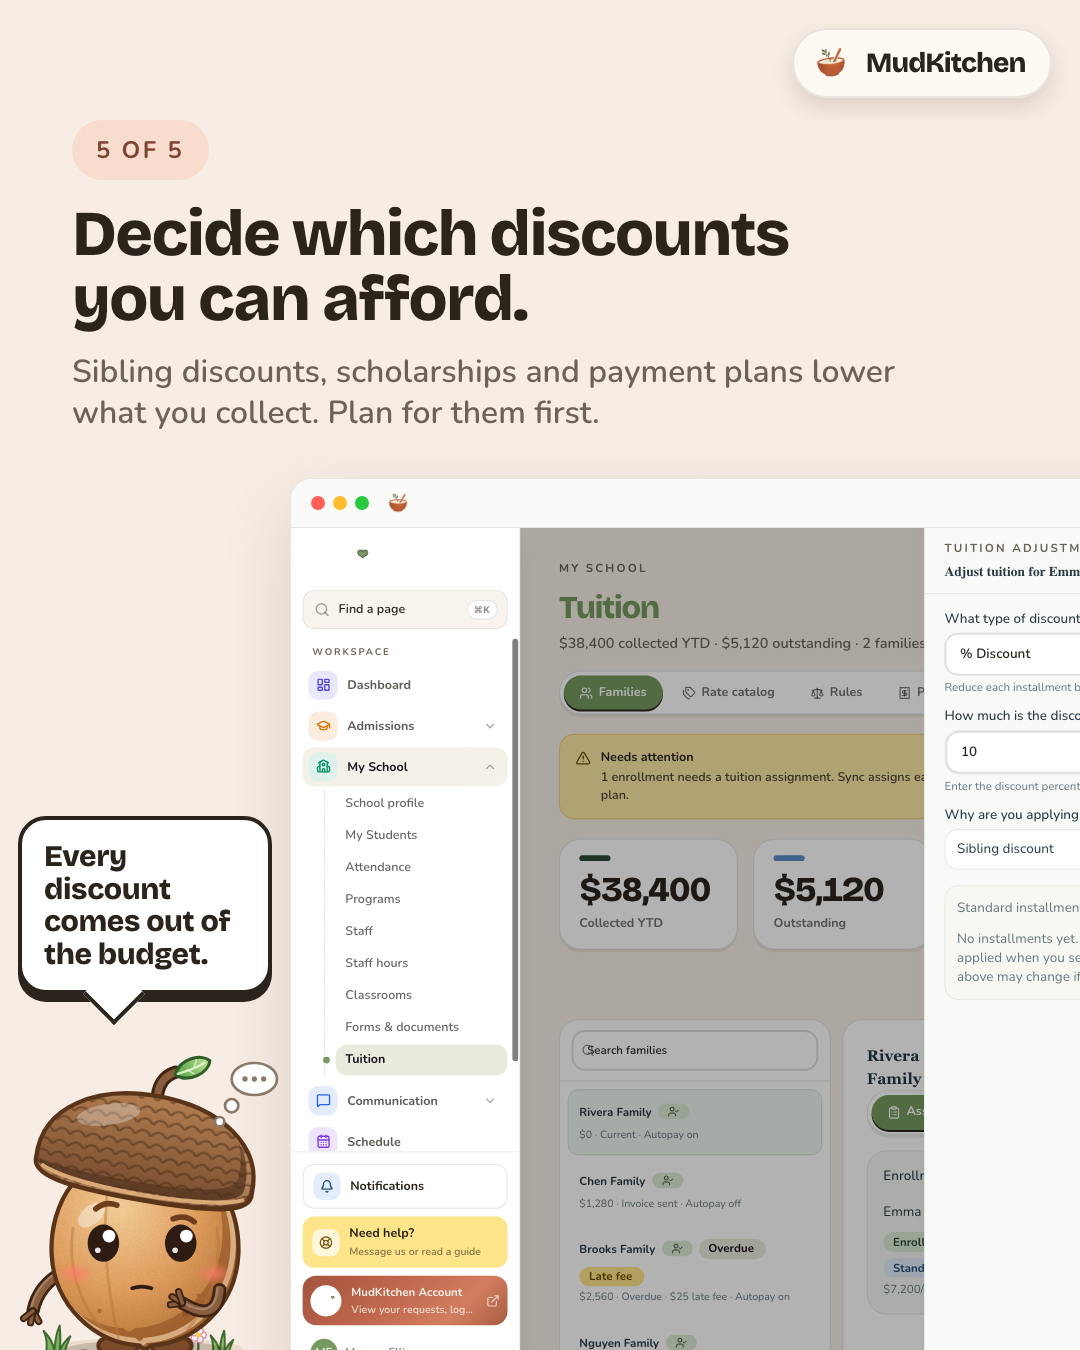 MudKitchen
5 OF 5
Decide which discounts
you can afford.
Sibling discounts, scholarships and payment plans lower
what you collect. Plan for them first.
Every
discount
comes out of
the budget.
Find a page
⌘K
WORKSPACE
Dashboard
Admissions
My School
School profile
My Students
Attendance
Programs
Staff
Staff hours
Classrooms
Forms & documents
Tuition
Communication
Schedule
Notifications
Need help?
Message us or read a guide
MudKitchen Account
View your requests, log...
MY SCHOOL
Tuition
$38,400 collected YTD · $5,120 outstanding · 2 families
Families
Rate catalog
Rules
P
Needs attention
1 enrollment needs a tuition assignment. Sync assigns ea
plan.
$38,400
Collected YTD
$5,120
Outstanding
Search families
Rivera Family
$0 · Current · Autopay on
Chen Family
$1,280 · Invoice sent · Autopay off
Brooks Family
Overdue
Late fee
$2,560 · Overdue · $25 late fee · Autopay on
Nguyen Family
Rivera
Family
Ass
Enrollr
Emma
Enroll
Stand
$7,200/
TUITION ADJUSTM
Adjust tuition for Emm
What type of discount
% Discount
Reduce each installment b
How much is the disco
10
Enter the discount percent
Why are you applying
Sibling discount
Standard installmen
No installments yet.
applied when you se
above may change if